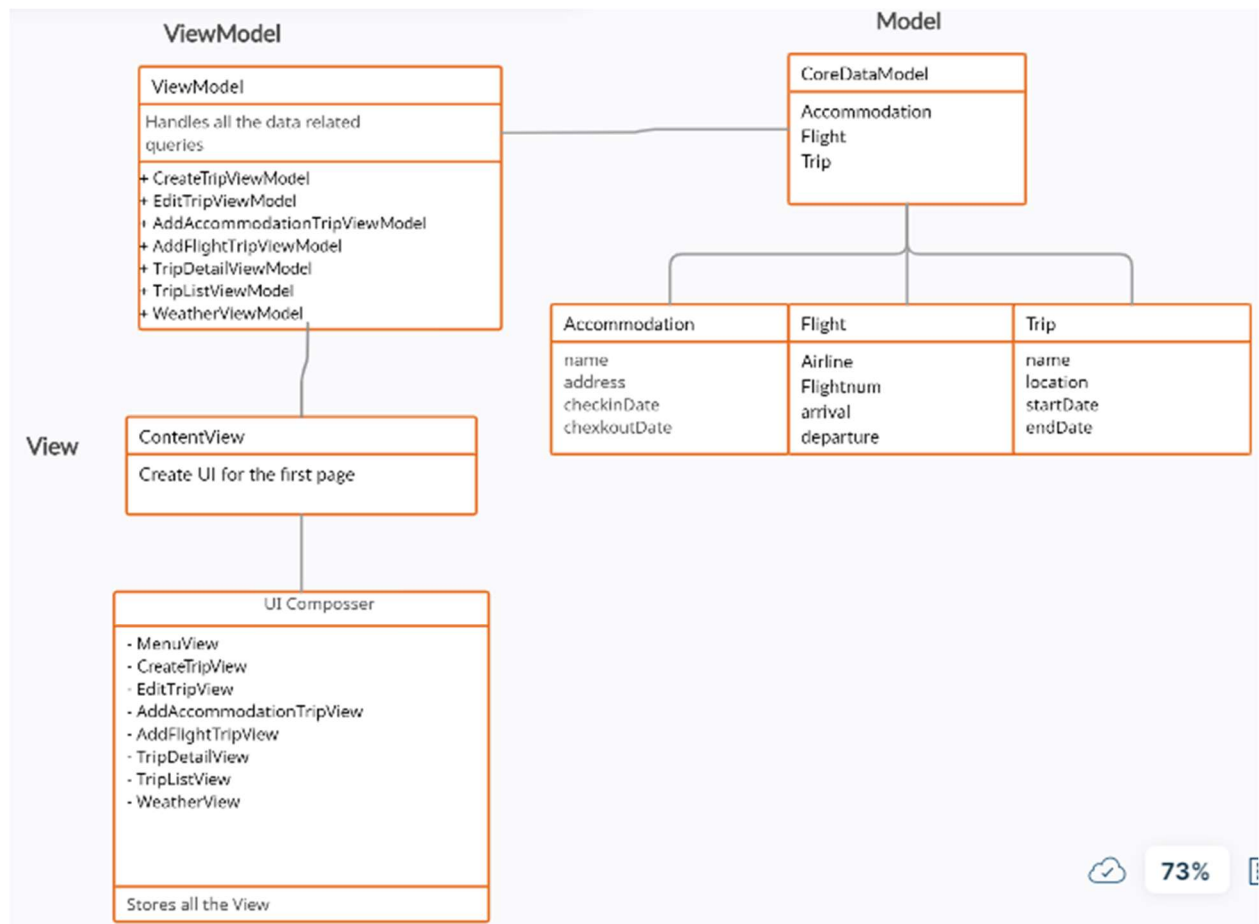 ViewModel
Model
ViewModel
Handles all the data related
queries
+ CreateTripViewModel
+ EditTripViewModel
+ AddAccommodationTripViewModel
+ AddFlightTripViewModel
+ TripDetailViewModel
+ TripListViewModel
+ WeatherViewModel
CoreDataModel
Accommodation
Flight
Trip
Accommodation
name
address
checkinDate
chexkoutDate
Flight
Airline
Flightnum
arrival
departure
Trip
name
location
startDate
endDate
View
ContentView
Create UI for the first page
UI Composser
- MenuView
- CreateTripView
- EditTripView
- AddAccommodationTripView
- AddFlightTripView
- TripDetailView
- TripListView
- WeatherView
Stores all the View
73%